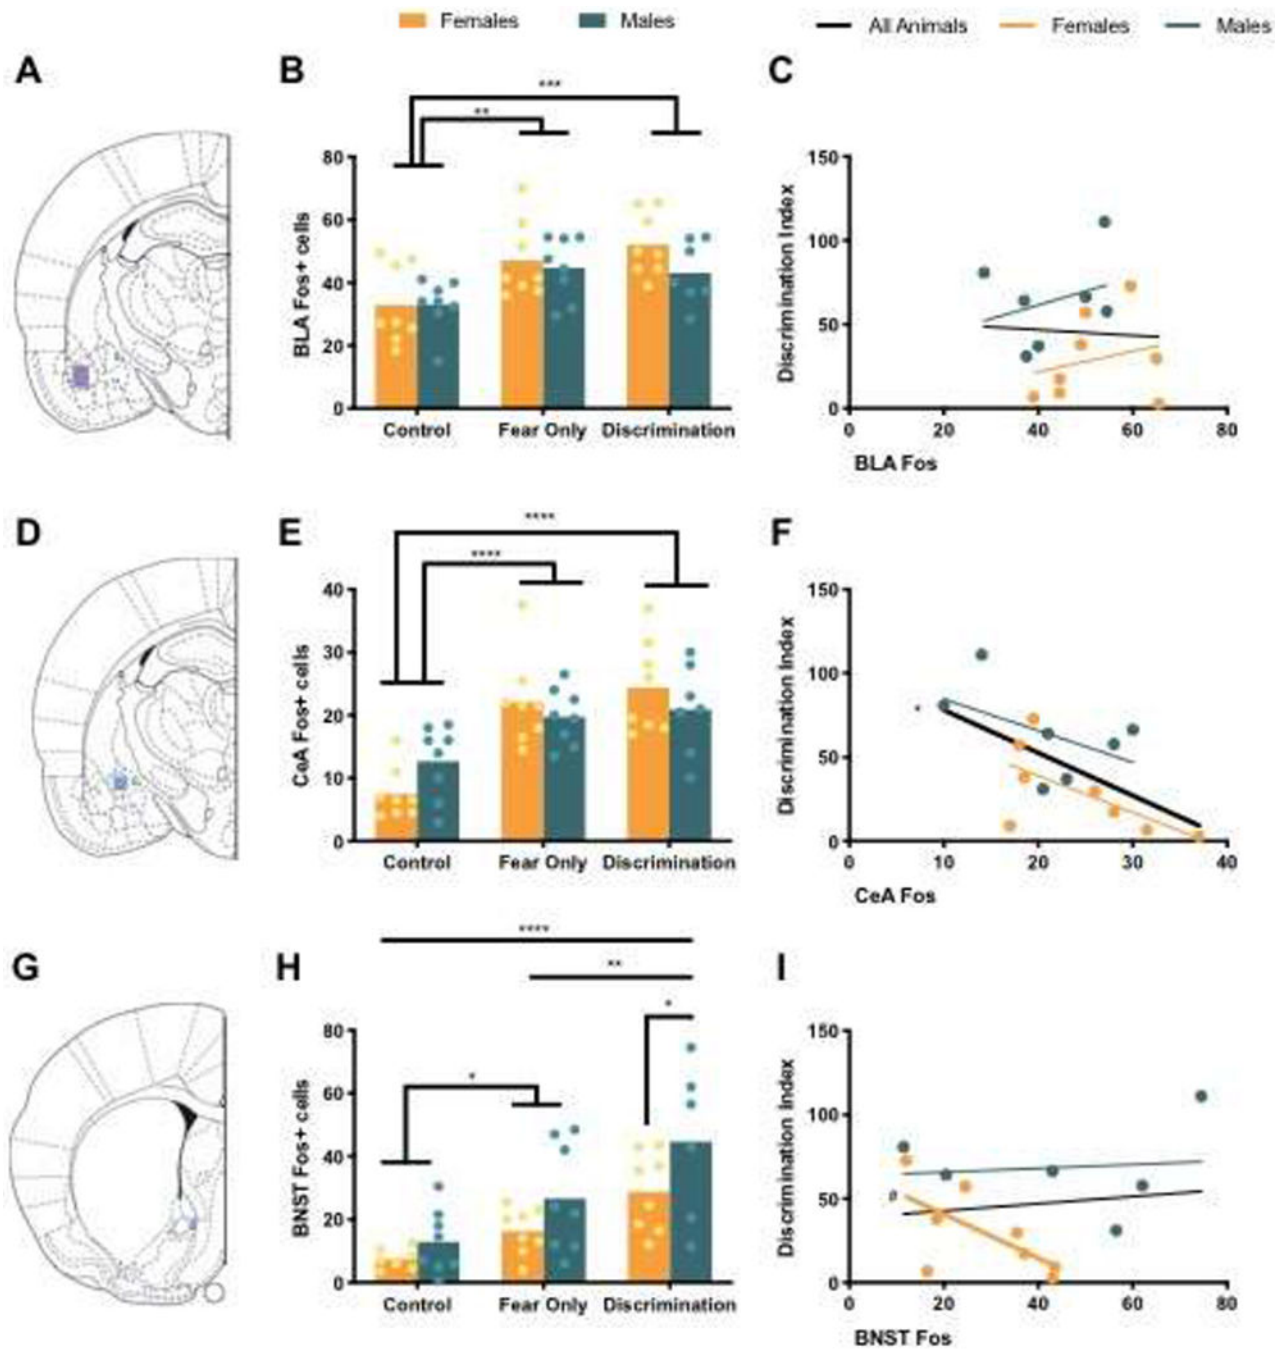 Females Males All Animals Females Males
A B C
*** 
**
80
60
40
20
0
BLA Fos+ cells
Control Fear Only Discrimination
150
100
50
0
Discrimination Index
0 20 40 60 80
BLA Fos
D E F
****
****
40
30
20
10
0
CeA Fos+ cells
Control Fear Only Discrimination
150
100
50
0
Discrimination Index
*
0 10 20 30 40
CeA Fos
G H I
****
**
*
*
80
60
40
20
0
BNST Fos+ cells
Control Fear Only Discrimination
150
100
50
0
Discrimination Index
0 20 40 60 80
BNST Fos